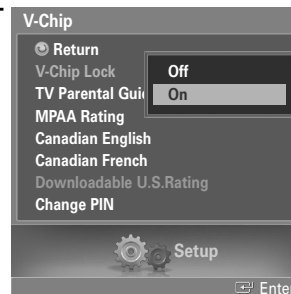 V-Chip
Return
V-Chip Lock
Off
TV Parental Gui
On
MPAA Rating
Canadian English
Canadian French
Downloadable U.S.Rating
Change PIN
Setup
Enter